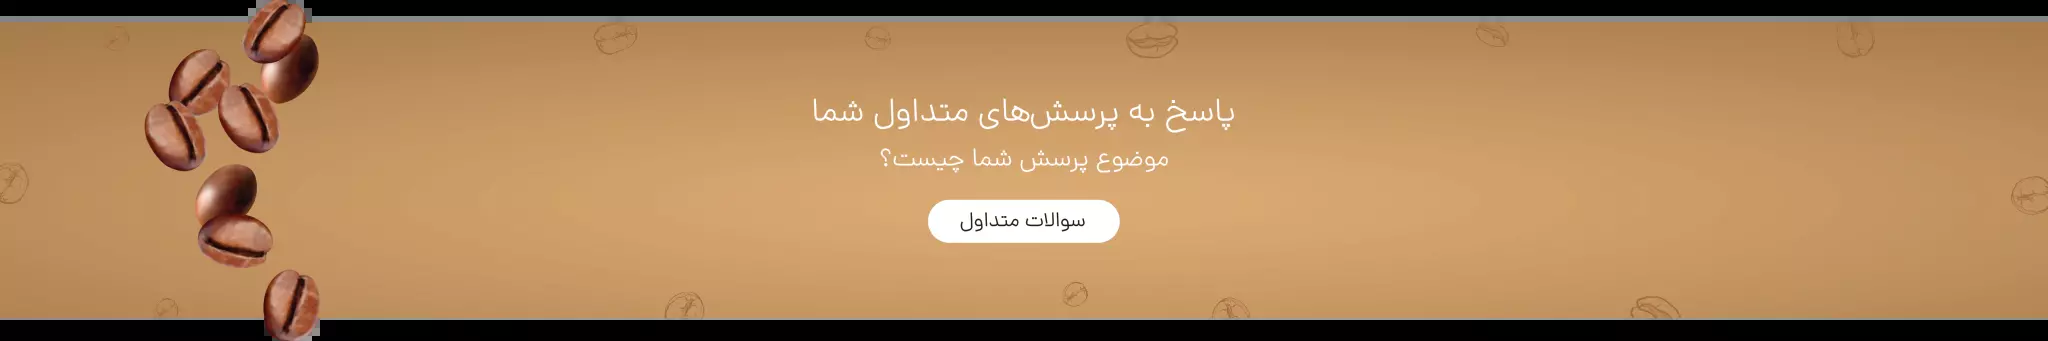 پاسخ به پرسش‌های متداول شما
موضوع پرسش شما چیست؟
سوالات متداول